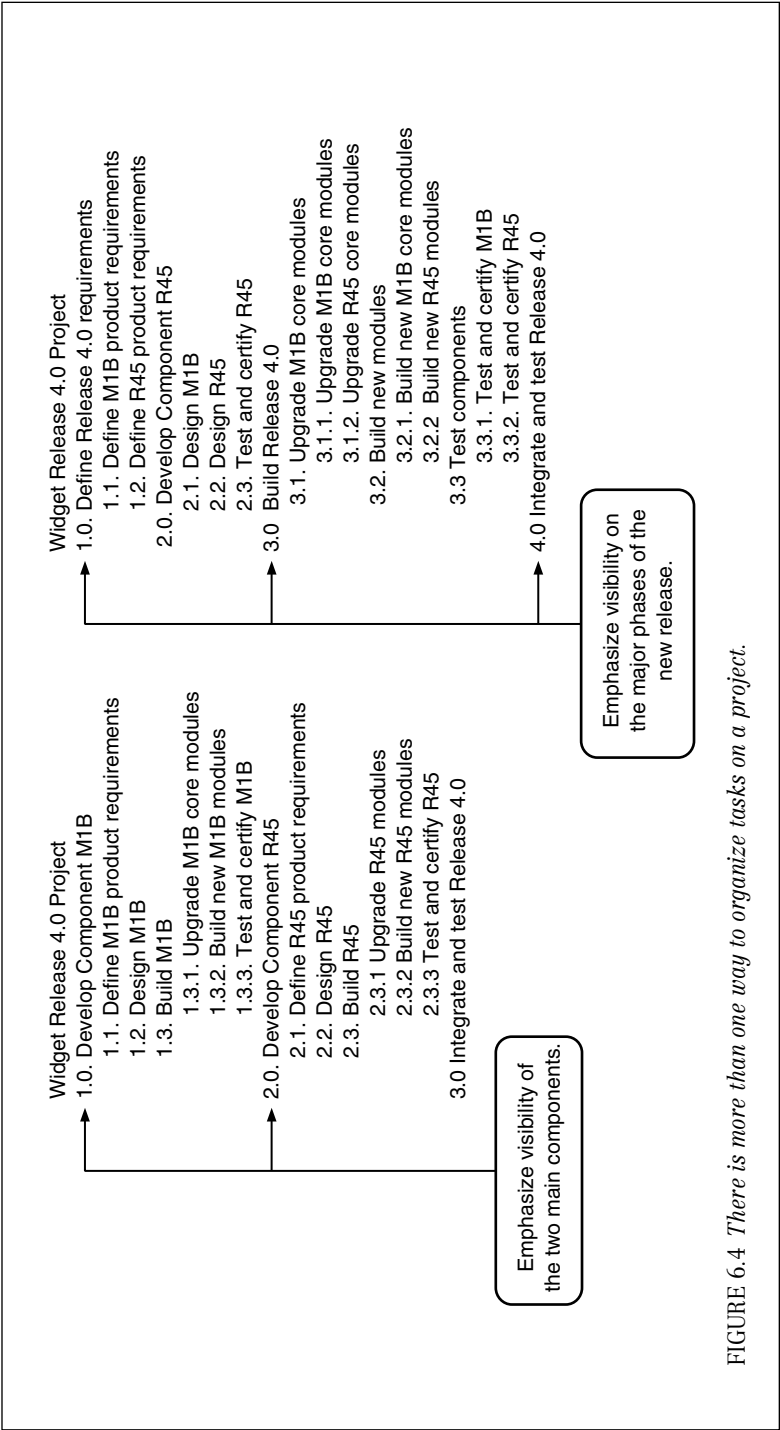 Widget Release 4.0 Project
1.0. Develop Component M1B
1.1. Define M1B product requirements
1.2. Design M1B
1.3. Build M1B
1.3.1. Upgrade M1B core modules
1.3.2. Build new M1B modules
1.3.3. Test and certify M1B
2.0. Develop Component R45
2.1. Define R45 product requirements
2.2. Design R45
2.3. Build R45
2.3.1 Upgrade R45 modules
2.3.2 Build new R45 modules
2.3.3 Test and certify R45
3.0 Integrate and test Release 4.0
Emphasize visibility of
the two main components.
Widget Release 4.0 Project
1.0. Define Release 4.0 requirements
1.1. Define M1B product requirements
1.2. Define R45 product requirements
2.0. Develop Component R45
2.1. Design M1B
2.2. Design R45
2.3. Test and certify R45
3.0 Build Release 4.0
3.1. Upgrade M1B core modules
3.1.1. Upgrade M1B core modules
3.1.2. Upgrade R45 core modules
3.2. Build new modules
3.2.1. Build new M1B core modules
3.2.2 Build new R45 modules
3.3 Test components
3.3.1. Test and certify M1B
3.3.2. Test and certify R45
4.0 Integrate and test Release 4.0
Emphasize visibility on
the major phases of the
new release.
FIGURE 6.4 There is more than one way to organize tasks on a project.